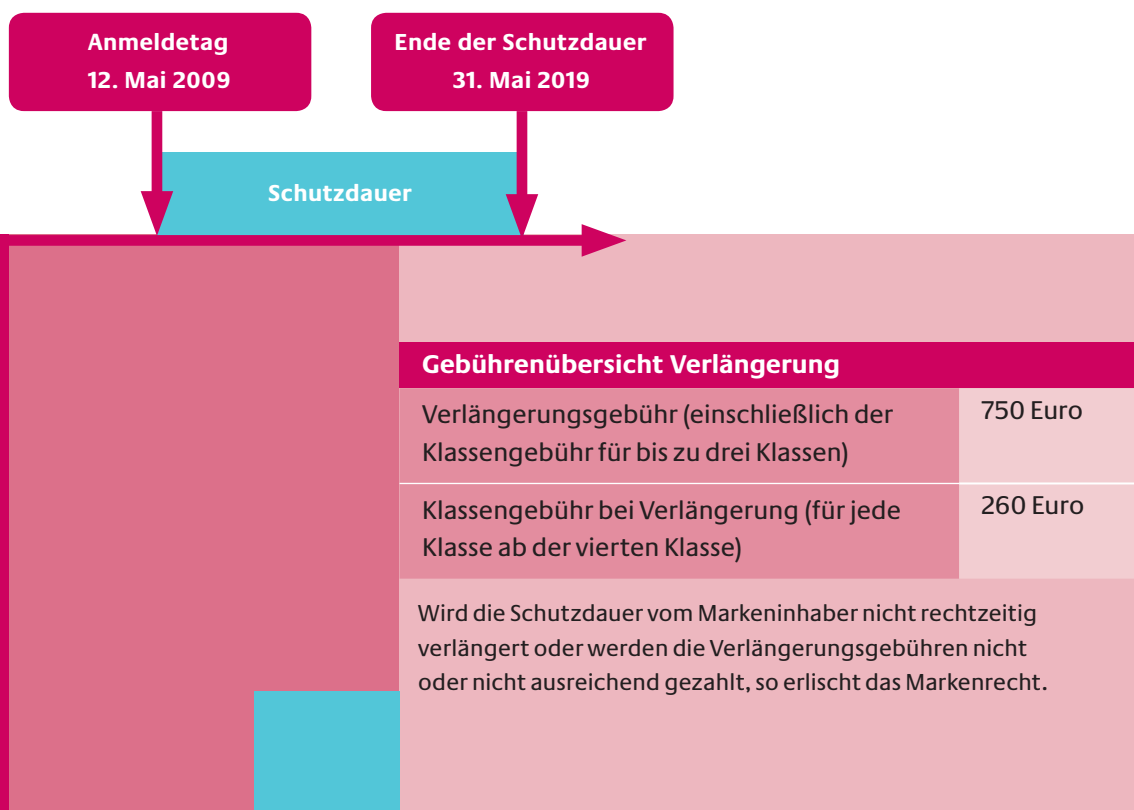 Anmeldetag
12. Mai 2009
Ende der Schutzdauer
31. Mai 2019
Schutzdauer
Gebührenübersicht Verlängerung
Verlängerungsgebühr (einschließlich der
Klassengebühr für bis zu drei Klassen)
750 Euro
Klassengebühr bei Verlängerung (für jede
Klasse ab der vierten Klasse)
260 Euro
Wird die Schutzdauer vom Markeninhaber nicht rechtzeitig
verlängert oder werden die Verlängerungsgebühren nicht
oder nicht ausreichend gezahlt, so erlischt das Markenrecht.